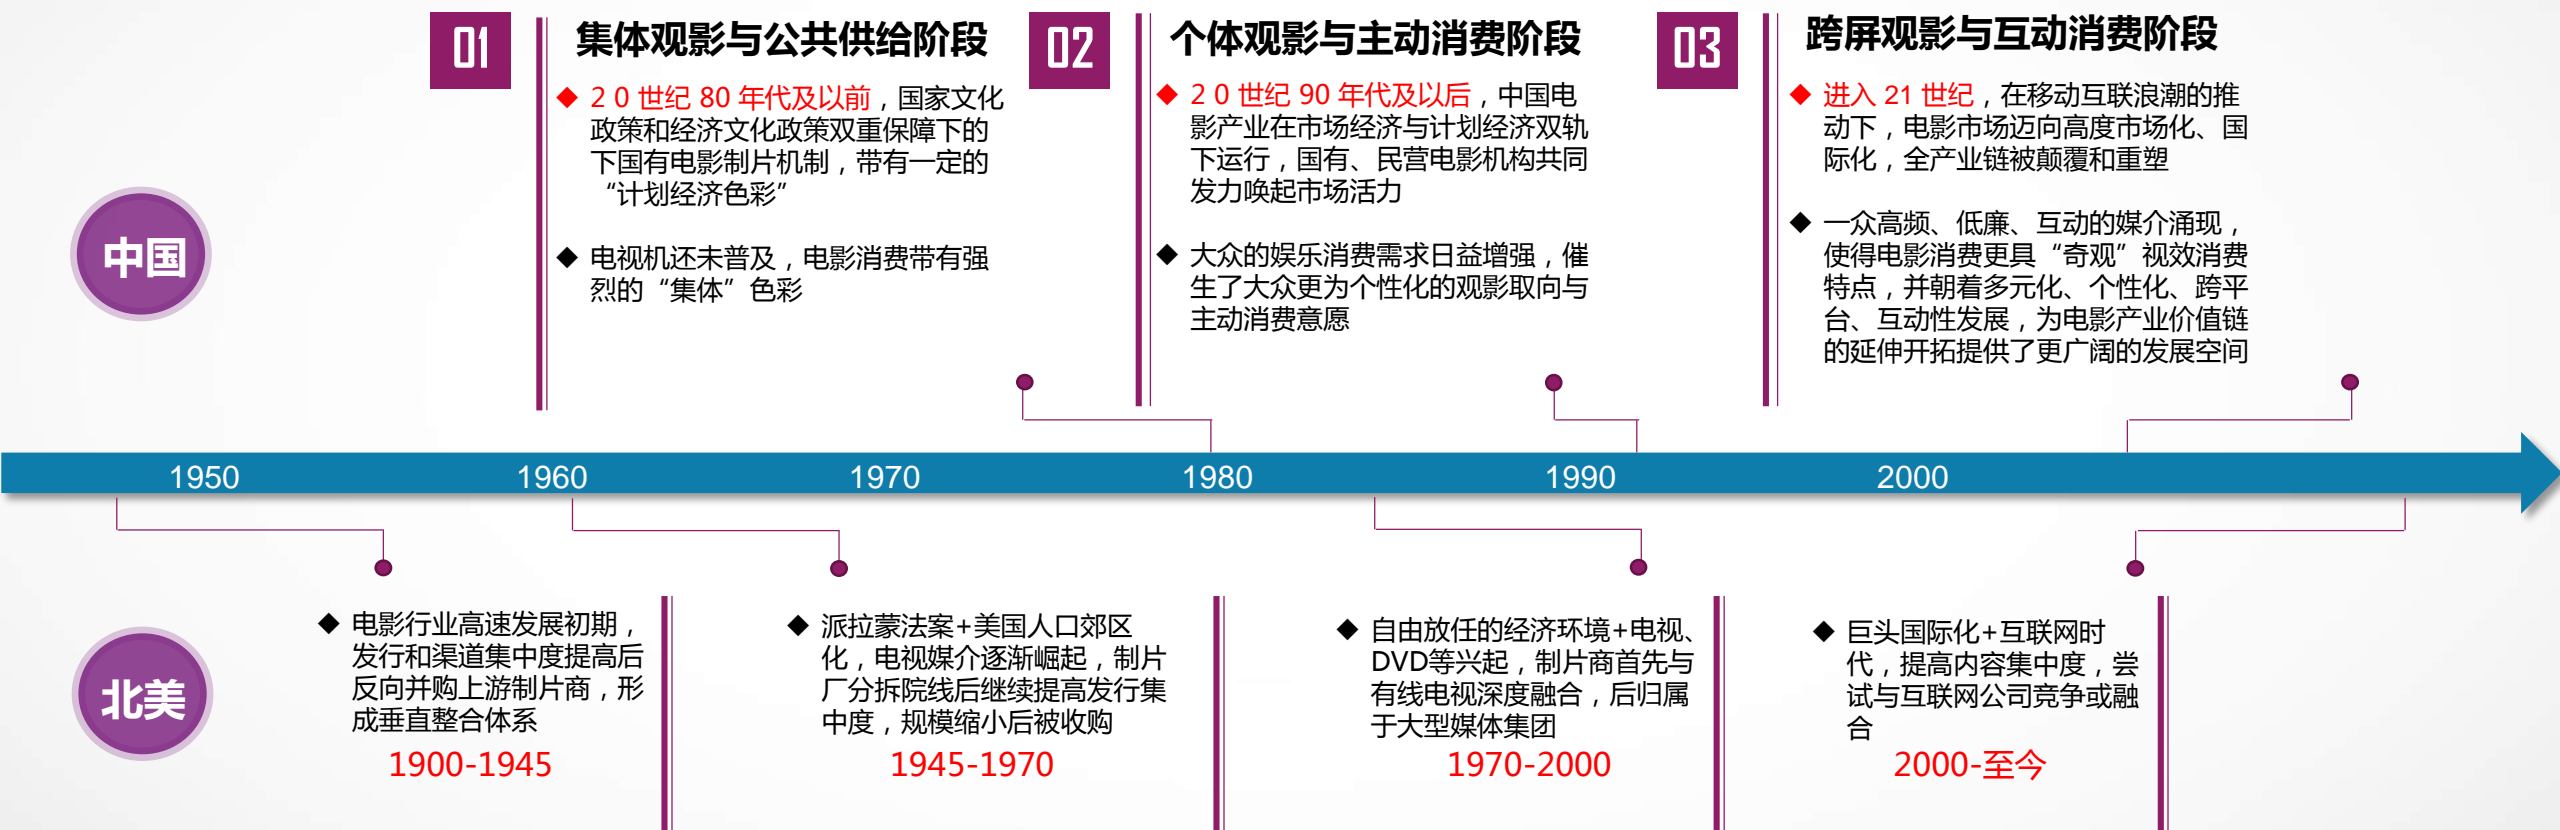 01
集体观影与公共供给阶段
◆ 20世纪 80 年代及以前，国家文化
政策和经济文化政策双重保障下的
下国有电影制片机制，带有一定的
“计划经济色彩”
◆ 电视机还未普及，电影消费带有强
烈的“集体”色彩
02
个体观影与主动消费阶段
◆ 20世纪 90 年代及以后，中国电
影产业在市场经济与计划经济双轨
下运行，国有、民营电影机构共同
发力唤起市场活力
◆ 大众的娱乐消费需求日益增强，催
生了大众更为个性化的观影取向与
主动消费意愿
03
跨屏观影与互动消费阶段
◆ 进入 21 世纪，在移动互联浪潮的推
动下，电影市场迈向高度市场化、国
际化，全产业链被颠覆和重塑
◆ 一众高频、低廉、互动的媒介涌现，
使得电影消费更具“奇观”视效消费
特点，并朝着多元化、个性化、跨平
台、互动性发展，为电影产业价值链
的延伸开拓提供了更广阔的发展空间
中国
1950 1960 1970 1980 1990 2000
北美
◆ 电影行业高速发展初期，
发行和渠道集中度提高后
反向并购上游制片商，形
成垂直整合体系
1900-1945
◆ 派拉蒙法案+美国人口郊区
化，电视媒介逐渐崛起，制片
厂分拆院线后继续提高发行集
中度，规模缩小后被收购
1945-1970
◆ 自由放任的经济环境+电视、
DVD等兴起，制片商首先与
有线电视深度融合，后归属
于大型媒体集团
1970-2000
◆ 巨头国际化+互联网时
代，提高内容集中度，尝
试与互联网公司竞争或融
合
2000-至今